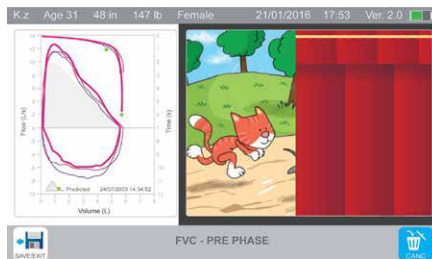 K.z Age 31 48 in 147 lb Female 21/01/2016 17:53 Ver. 2.0
Flow (L/s)
Time (s)
Predicted 24/07/2003 14:34:52
Volume (L)
FVC - PRE PHASE
SAVE/EXIT
CANC